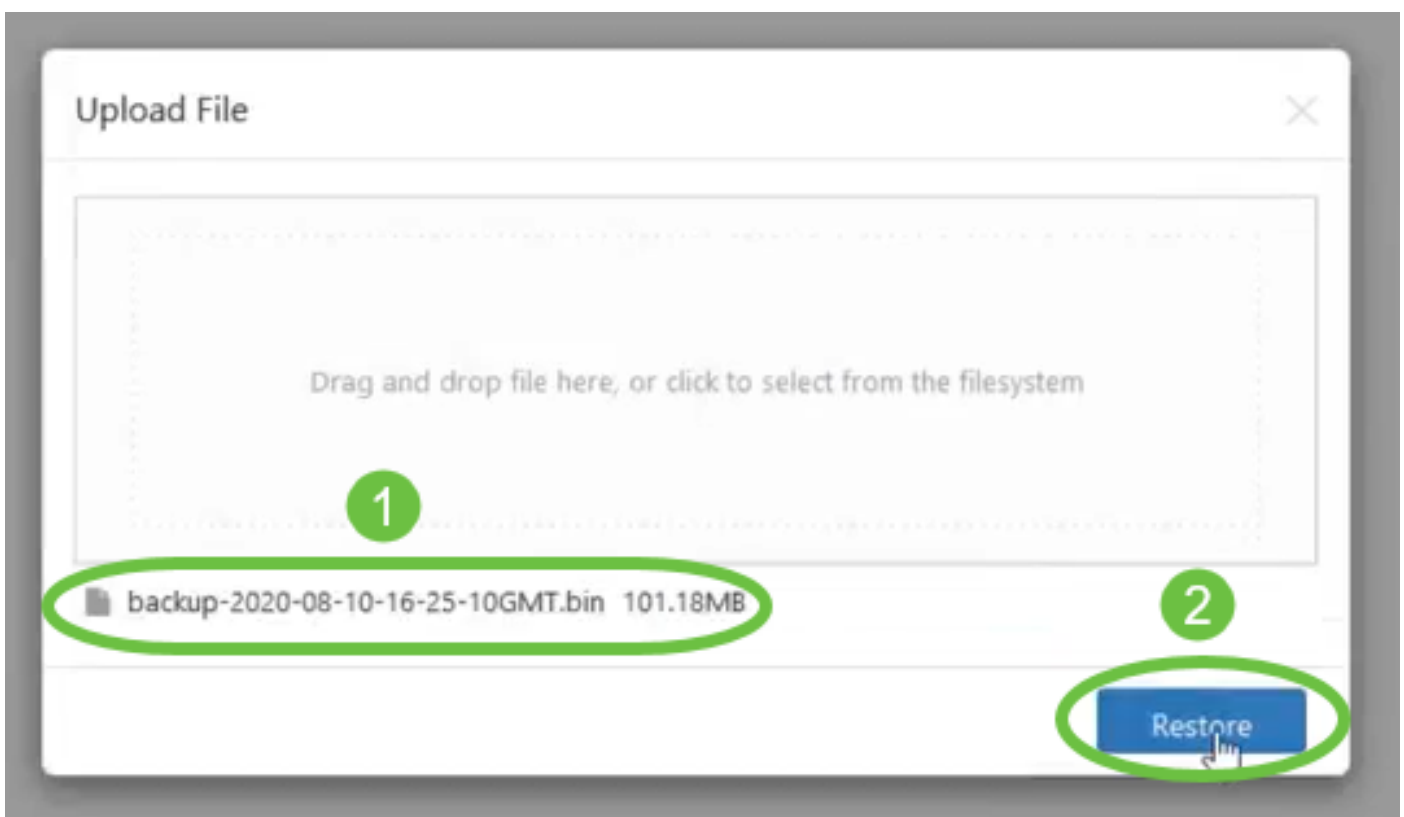 Upload File
Drag and drop file here, or click to select from the filesystem
1
backup-2020-08-10-16-25-10GMT.bin 101.18MB
2
Restore